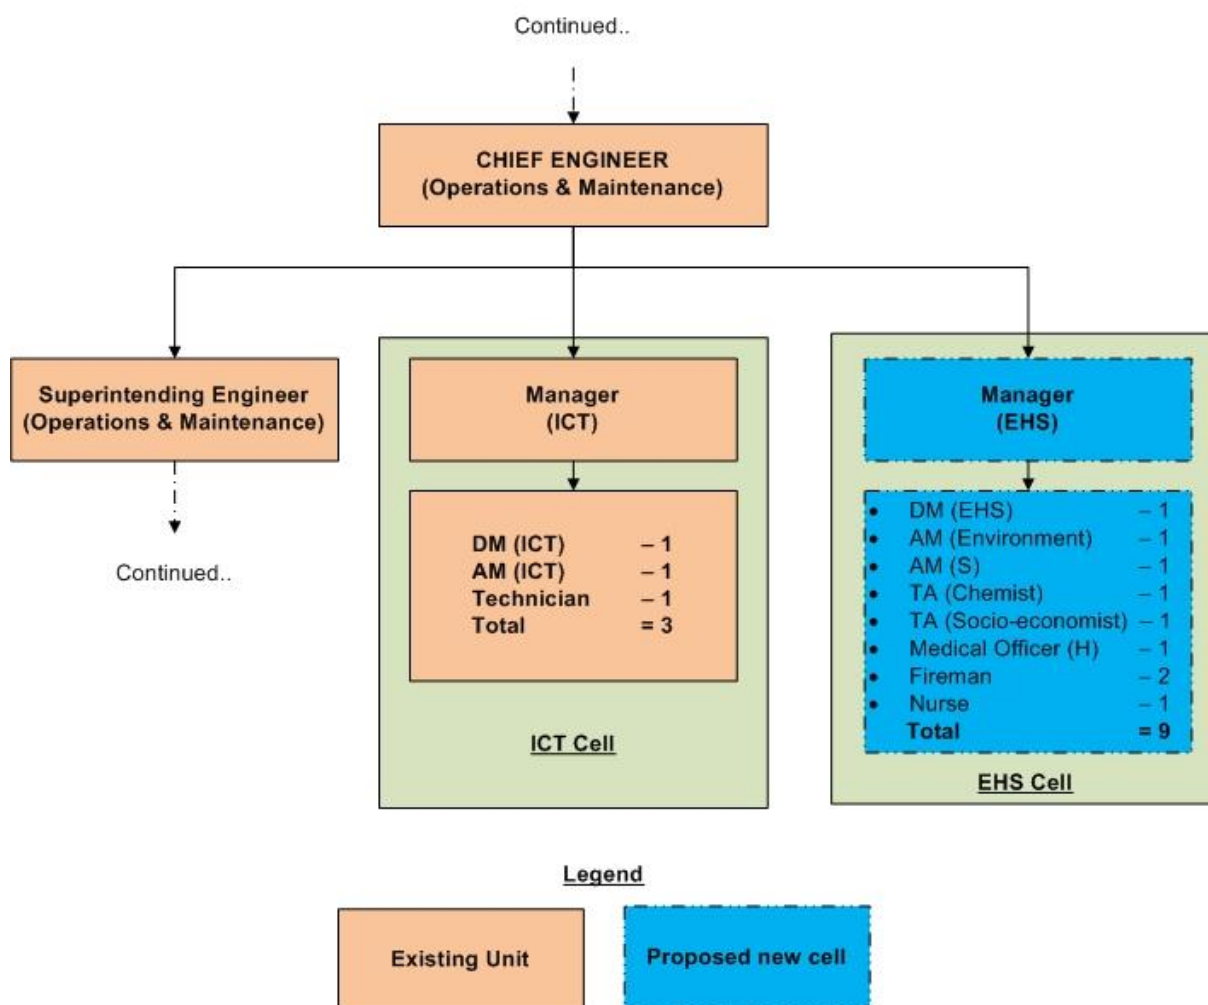 Continued..
CHIEF ENGINEER
(Operations & Maintenance)
Superintending Engineer
(Operations & Maintenance)
Continued..
Manager
(ICT)
DM (ICT) – 1
AM (ICT) – 1
Technician – 1
Total = 3
ICT Cell
Manager
(EHS)
• DM (EHS) – 1
• AM (Environment) – 1
• AM (S) – 1
• TA (Chemist) – 1
• TA (Socio-economist) – 1
• Medical Officer (H) – 1
• Fireman – 2
• Nurse – 1
Total = 9
EHS Cell
Legend
Existing Unit
Proposed new cell